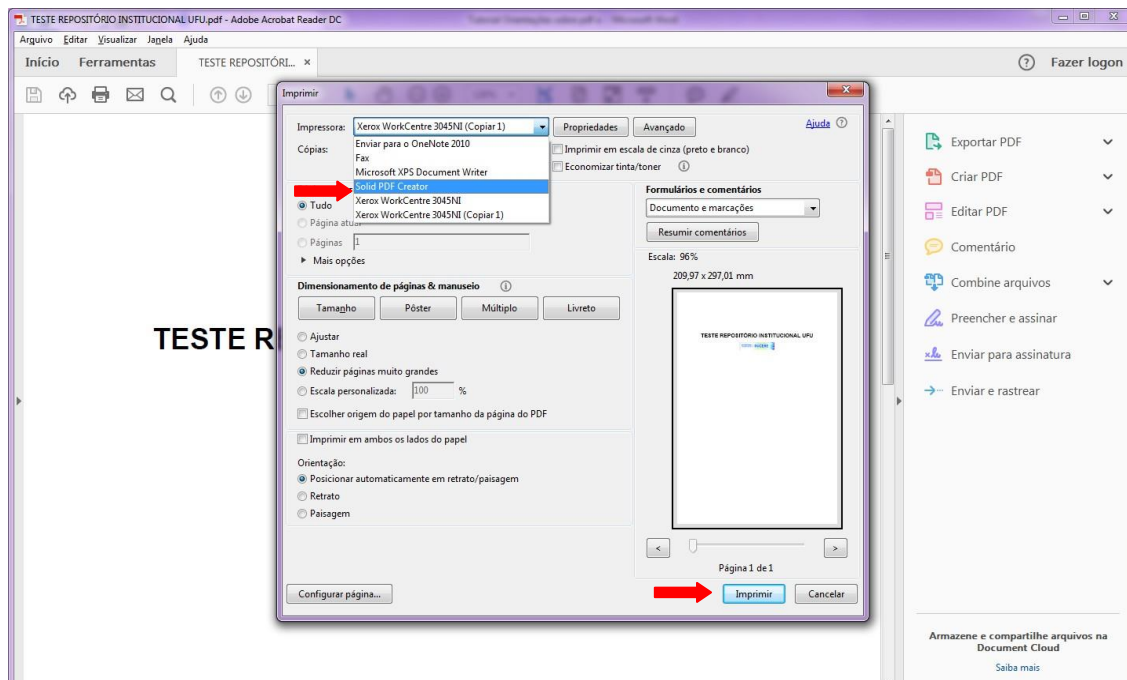 TESTE REPOSITÓRIO INSTITUCIONAL UFU.pdf - Adobe Acrobat Reader DC
Arquivo Editar Visualizar Janela Ajuda
Início Ferramentas TESTE REPOSITÓRI... × Fazer logon
Imprimir
Impressora: Xerox WorkCentre 3045NI (Copiar 1) Propriedades Avançado Ajuda
Cópias:
Enviar para o OneNote 2010
Fax
Microsoft XPS Document Writer
Solid PDF Creator
Xerox WorkCentre 3045NI
Xerox WorkCentre 3045NI (Copiar 1)
Imprimir em escala de cinza (preto e branco)
Economizar tinta/toner
Tudo
Página atual
Páginas 1
Mais opções
Formulários e comentários
Documento e marcações
Resumir comentários
Escala: 96%
209,97 x 297,01 mm
Dimensionamento de páginas & manuseio
Tamanho Pôster Múltiplo Livreto
Ajustar
Tamanho real
Reduzir páginas muito grandes
Escala personalizada: 100 %
Escolher origem do papel por tamanho da página do PDF
Imprimir em ambos os lados do papel
Orientação:
Posicionar automaticamente em retrato/paisagem
Retrato
Paisagem
TESTE REPOSITÓRIO INSTITUCIONAL UFU
< >
Página 1 de 1
Configurar página... Imprimir Cancelar
TESTE R
Exportar PDF
Criar PDF
Editar PDF
Comentário
Combine arquivos
Preencher e assinar
Enviar para assinatura
Enviar e rastrear
Armazene e compartilhe arquivos na
Document Cloud
Saiba mais